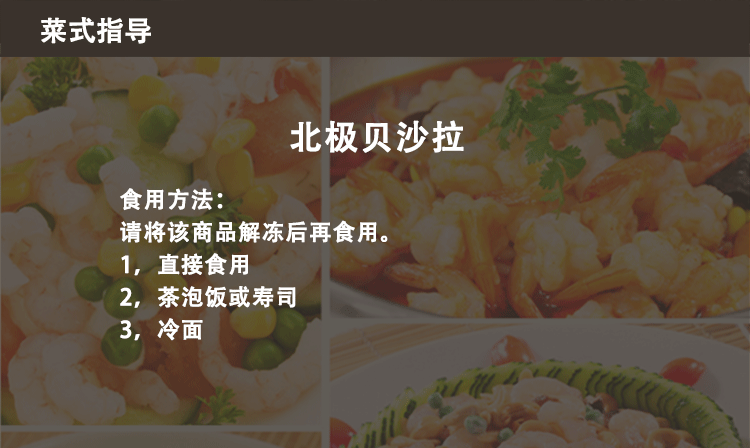 菜式指导
北极贝沙拉
食用方法：
请将该商品解冻后再食用。
1，直接食用
2，茶泡饭或寿司
3，冷面